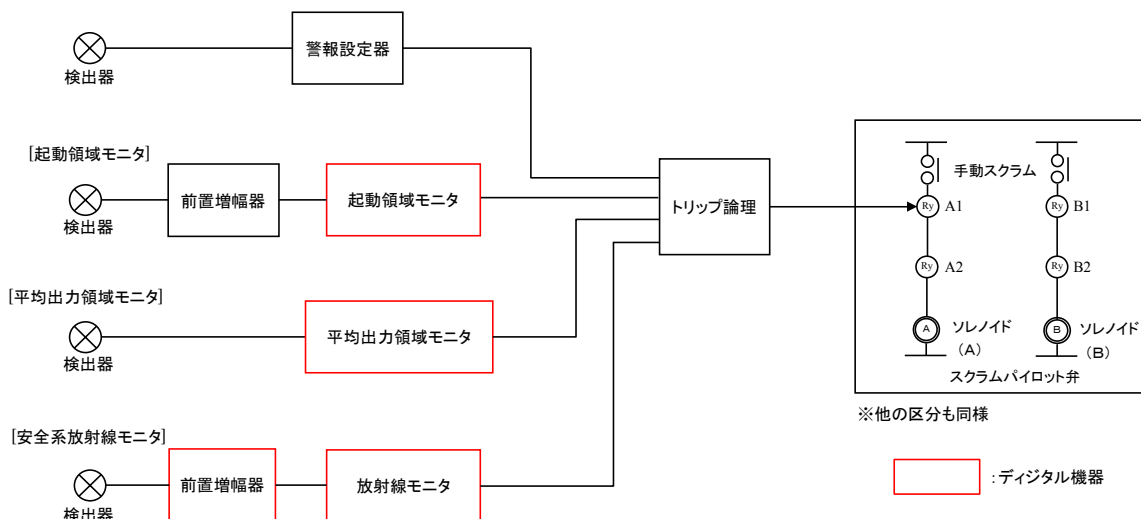 警報設定器
検出器
[起動領域モニタ]
前置増幅器
起動領域モニタ
検出器
トリップ論理
手動スクラム
Ry A1
Ry B1
Ry A2
Ry B2
A ソレノイド
(A)
B ソレノイド
(B)
スクラムパイロット弁
※他の区分も同様
[平均出力領域モニタ]
平均出力領域モニタ
検出器
[安全系放射線モニタ]
前置増幅器
放射線モニタ
検出器
:ディジタル機器